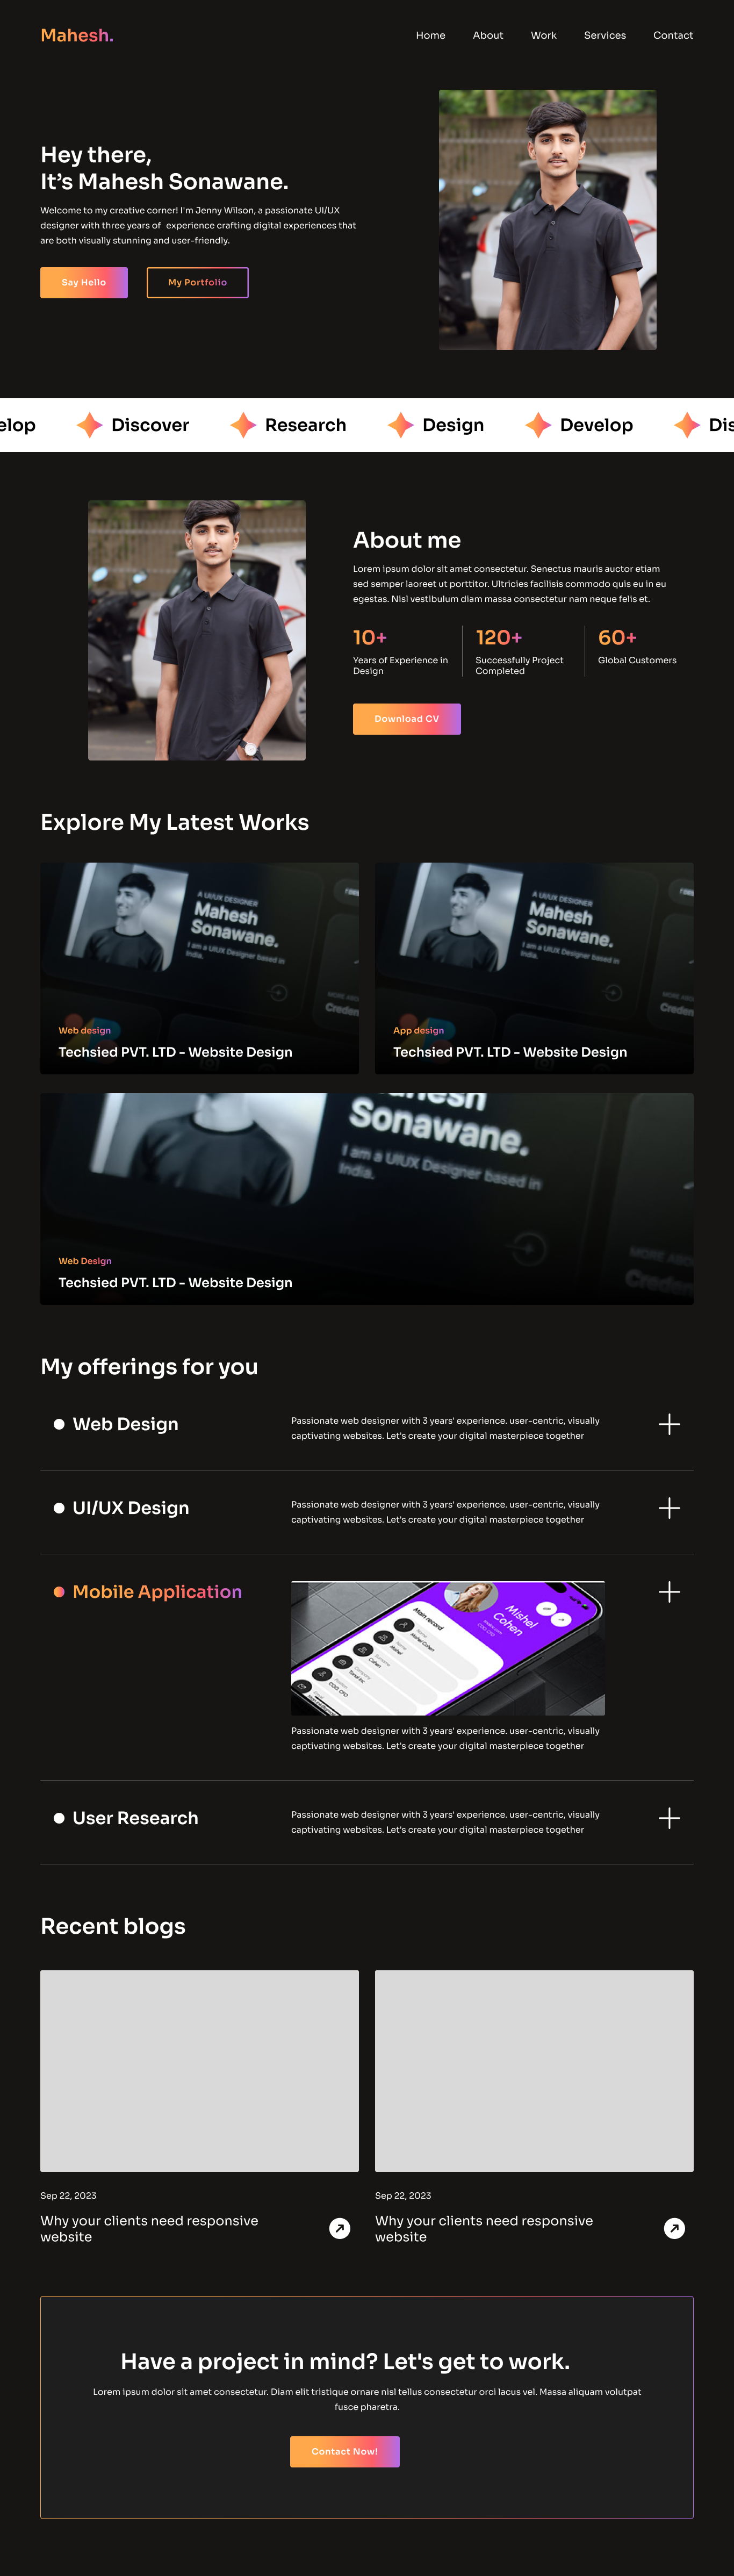 Mahesh.
Home About Work Services Contact
Hey there,
It's Mahesh Sonawane.
Welcome to my creative corner! I'm Jenny Wilson, a passionate UI/UX
designer with three years of experience crafting digital experiences that
are both visually stunning and user-friendly.
Say Hello
My Portfolio
elop Discover Research Design Develop Dis
About me
Lorem ipsum dolor sit amet consectetur. Senectus mauris auctor etiam
sed semper laoreet ut porttitor. Ultricies facilisis commodo quis eu in eu
egestas. Nisl vestibulum diam massa consectetur nam neque felis et.
10+
Years of Experience in
Design
120+
Successfully Project
Completed
60+
Global Customers
Download CV
Explore My Latest Works
A UI/UX DESIGNER
Mahesh
Sonawane.
I am a UIUX Designer based in
India.
Web design
Techsied PVT. LTD - Website Design
A UI/UX DESIGNER
Mahesh
Sonawane.
I am a UIUX Designer based in
India.
App design
Techsied PVT. LTD - Website Design
Sonawane.
I am a UIUX Designer based in
India.
Web Design
Techsied PVT. LTD - Website Design
My offerings for you
Web Design
Passionate web designer with 3 years' experience. user-centric, visually
captivating websites. Let's create your digital masterpiece together
UI/UX Design
Passionate web designer with 3 years' experience. user-centric, visually
captivating websites. Let's create your digital masterpiece together
Mobile Application
Mishel
Cohen
Main record
Passionate web designer with 3 years' experience. user-centric, visually
captivating websites. Let's create your digital masterpiece together
User Research
Passionate web designer with 3 years' experience. user-centric, visually
captivating websites. Let's create your digital masterpiece together
Recent blogs
Sep 22, 2023
Why your clients need responsive
website
Sep 22, 2023
Why your clients need responsive
website
Have a project in mind? Let's get to work.
Lorem ipsum dolor sit amet consectetur. Diam elit tristique ornare nisl tellus consectetur orci lacus vel. Massa aliquam volutpat
fusce pharetra.
Contact Now!